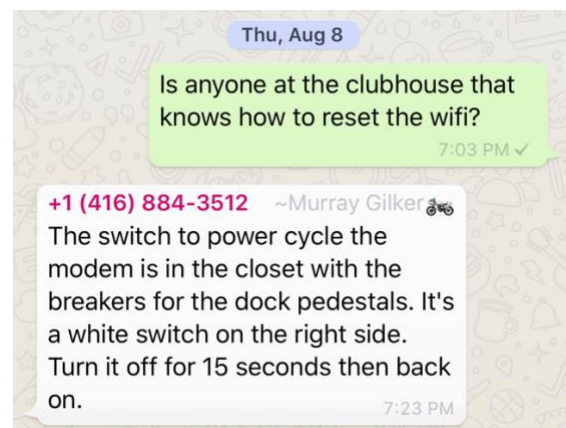 Thu, Aug 8
Is anyone at the clubhouse that
knows how to reset the wifi?
7:03 PM
+1 (416) 884-3512 ~Murray Gilker
The switch to power cycle the
modem is in the closet with the
breakers for the dock pedestals. It's
a white switch on the right side.
Turn it off for 15 seconds then back
on.
7:23 PM